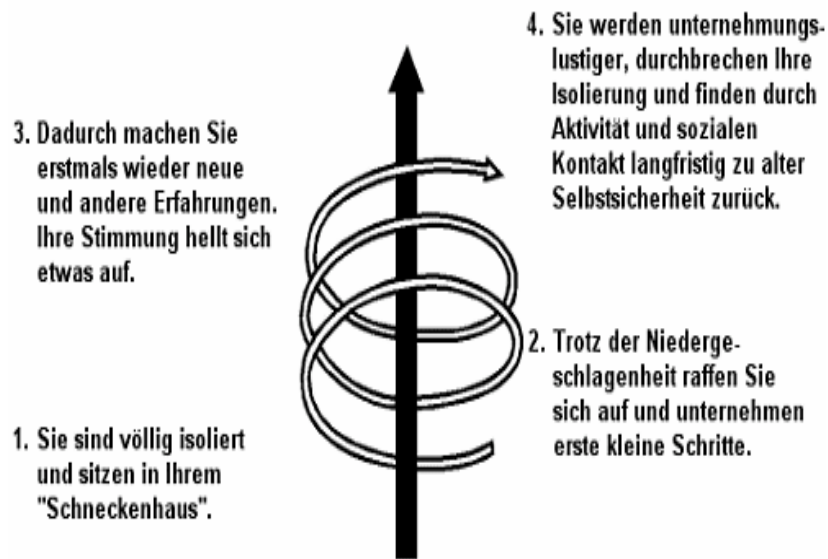 1. Sie sind völlig isoliert
und sitzen in Ihrem
"Schneckenhaus".
2. Trotz der Niederge-
schlagenheit raffen Sie
sich auf und unternehmen
erste kleine Schritte.
3. Dadurch machen Sie
erstmals wieder neue
und andere Erfahrungen.
Ihre Stimmung hellt sich
etwas auf.
4. Sie werden unternehmungs-
lustiger, durchbrechen Ihre
Isolierung und finden durch
Aktivität und sozialen
Kontakt langfristig zu alter
Selbstsicherheit zurück.